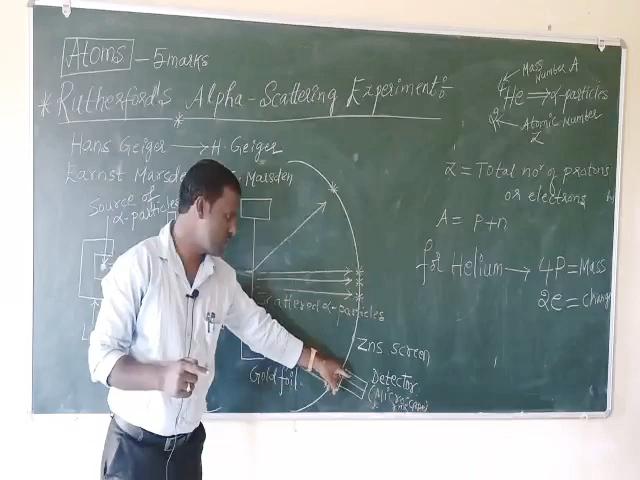 Atoms - 5 marks
* Rutherford's Alpha-Scattering Experiment :-
Hans Geiger → H. Geiger
Earnst Marsden
Marsden
Source of
α-particles
Scattered α-particles
Gold foil
Zns screen
Detector
Mass
Number A
He ⇒ α-particles
Atomic Number
Z
Z = Total no. of protons
or electrons
A = p+n
for Helium → 4P = Mass
2e = Charge